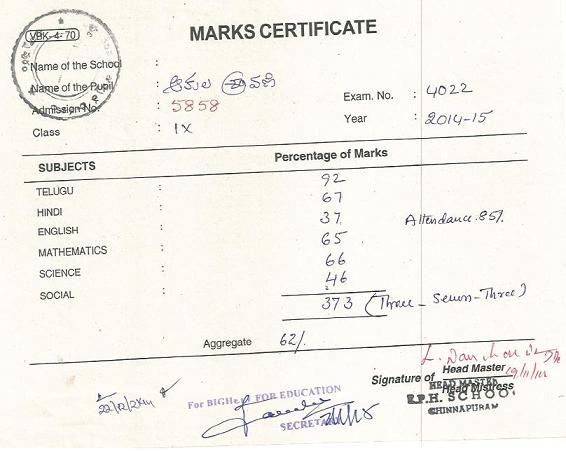 MARKS CERTIFICATE
VBK-4-70
Name of the School :
Name of the Pupil : ఆకుల శ్రావణి
Admission No. : 5858
Exam. No. : 4022
Class : IX
Year : 2014-15
SUBJECTS Percentage of Marks
TELUGU : 92
HINDI : 67
ENGLISH : 37 Attendance 85%
MATHEMATICS : 65
SCIENCE : 66
SOCIAL : 46
373 (Three - Seven - Three)
Aggregate 62%
Signature of Head Master
Head Mistress
HEAD MASTER
R.P.H. SCHOOL
CHINNAPURAM
FOR EDUCATION
SECRETARY